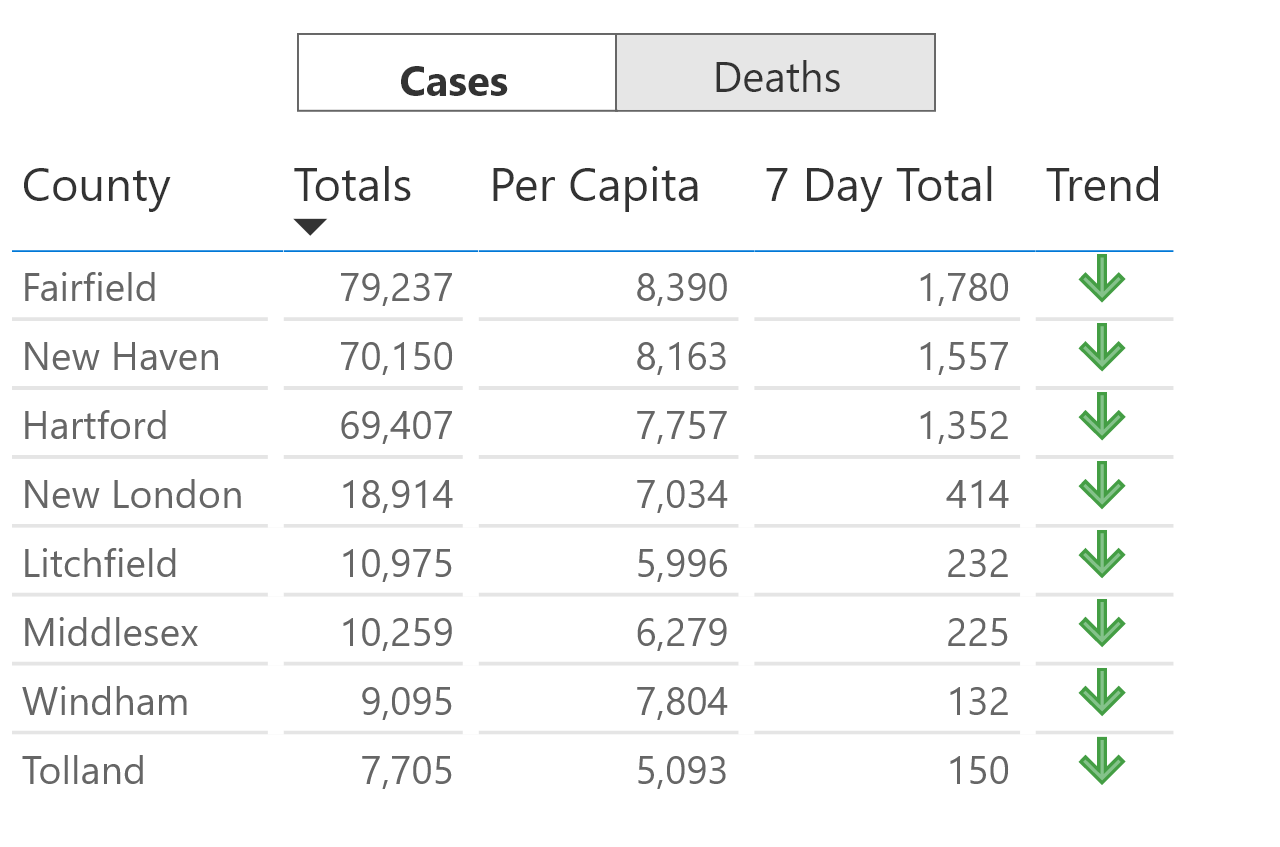 Cases Deaths
County Totals Per Capita 7 Day Total Trend
Fairfield 79,237 8,390 1,780
New Haven 70,150 8,163 1,557
Hartford 69,407 7,757 1,352
New London 18,914 7,034 414
Litchfield 10,975 5,996 232
Middlesex 10,259 6,279 225
Windham 9,095 7,804 132
Tolland 7,705 5,093 150